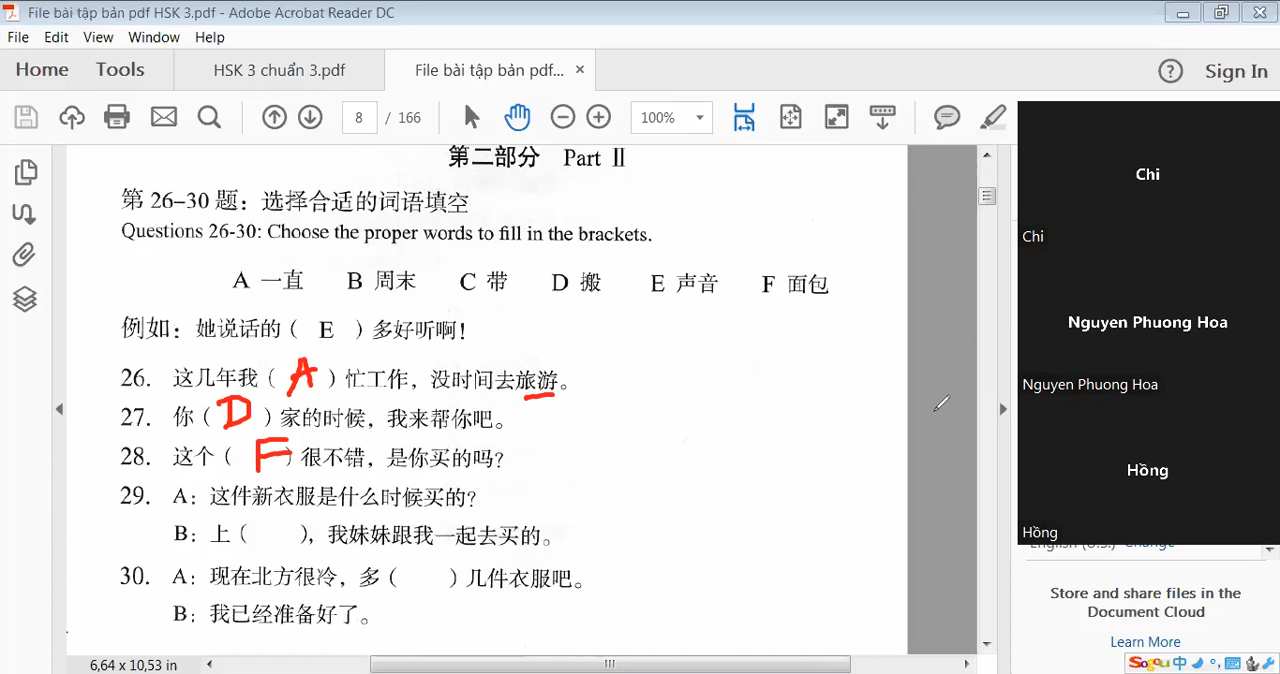 File bài tập bản pdf HSK 3.pdf - Adobe Acrobat Reader DC
File Edit View Window Help
Home Tools HSK 3 chuẩn 3.pdf File bài tập bản pdf... × ? Sign In
8 / 166 100%
第二部分 Part Ⅱ
第 26-30 题：选择合适的词语填空
Questions 26-30: Choose the proper words to fill in the brackets.
A 一直 B 周末 C 带 D 搬 E 声音 F 面包
例如：她说话的（ E ）多好听啊！
26. 这几年我（ A ）忙工作，没时间去旅游。
27. 你（ D ）家的时候，我来帮你吧。
28. 这个（ F ）很不错，是你买的吗？
29. A：这件新衣服是什么时候买的？
B：上（ ），我妹妹跟我一起去买的。
30. A：现在北方很冷，多（ ）几件衣服吧。
B：我已经准备好了。
6,64 x 10,53 in
Chi
Chi
Nguyen Phuong Hoa
Nguyen Phuong Hoa
Hồng
Hồng
English (U.S.) Change
Store and share files in the
Document Cloud
Learn More
Sogou 中